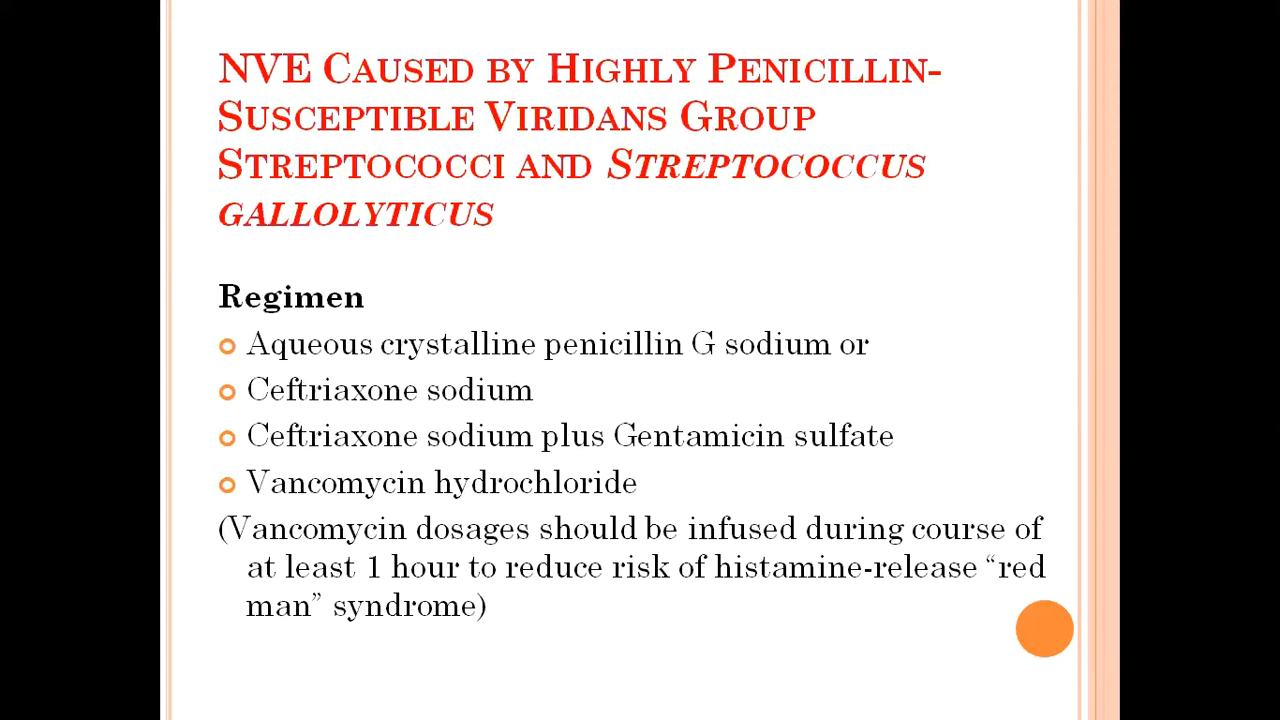 NVE Caused by Highly Penicillin-
Susceptible Viridans Group
Streptococci and Streptococcus
gallolyticus
Regimen
Aqueous crystalline penicillin G sodium or
Ceftriaxone sodium
Ceftriaxone sodium plus Gentamicin sulfate
Vancomycin hydrochloride
(Vancomycin dosages should be infused during course of
at least 1 hour to reduce risk of histamine-release “red
man” syndrome)